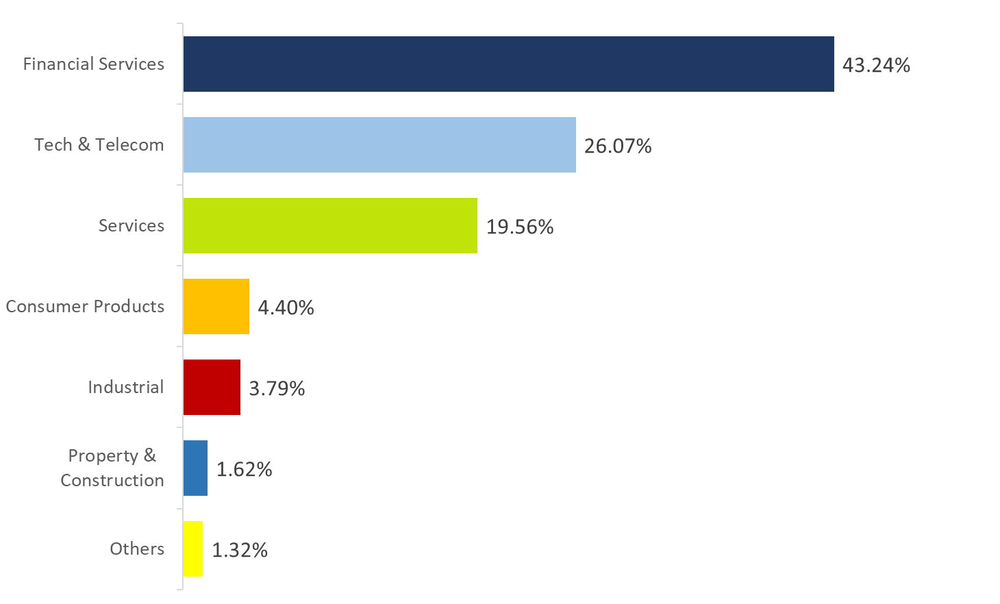 Financial Services
43.24%
Tech & Telecom
26.07%
Services
19.56%
Consumer Products
4.40%
Industrial
3.79%
Property &
Construction
1.62%
Others
1.32%